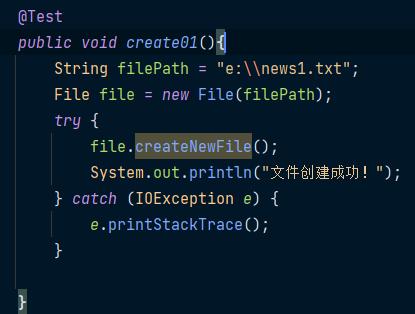 @Test
public void create01(){
    String filePath = "e:\\news1.txt";
    File file = new File(filePath);
    try {
        file.createNewFile();
        System.out.println("文件创建成功！");
    } catch (IOException e) {
        e.printStackTrace();
    }
}